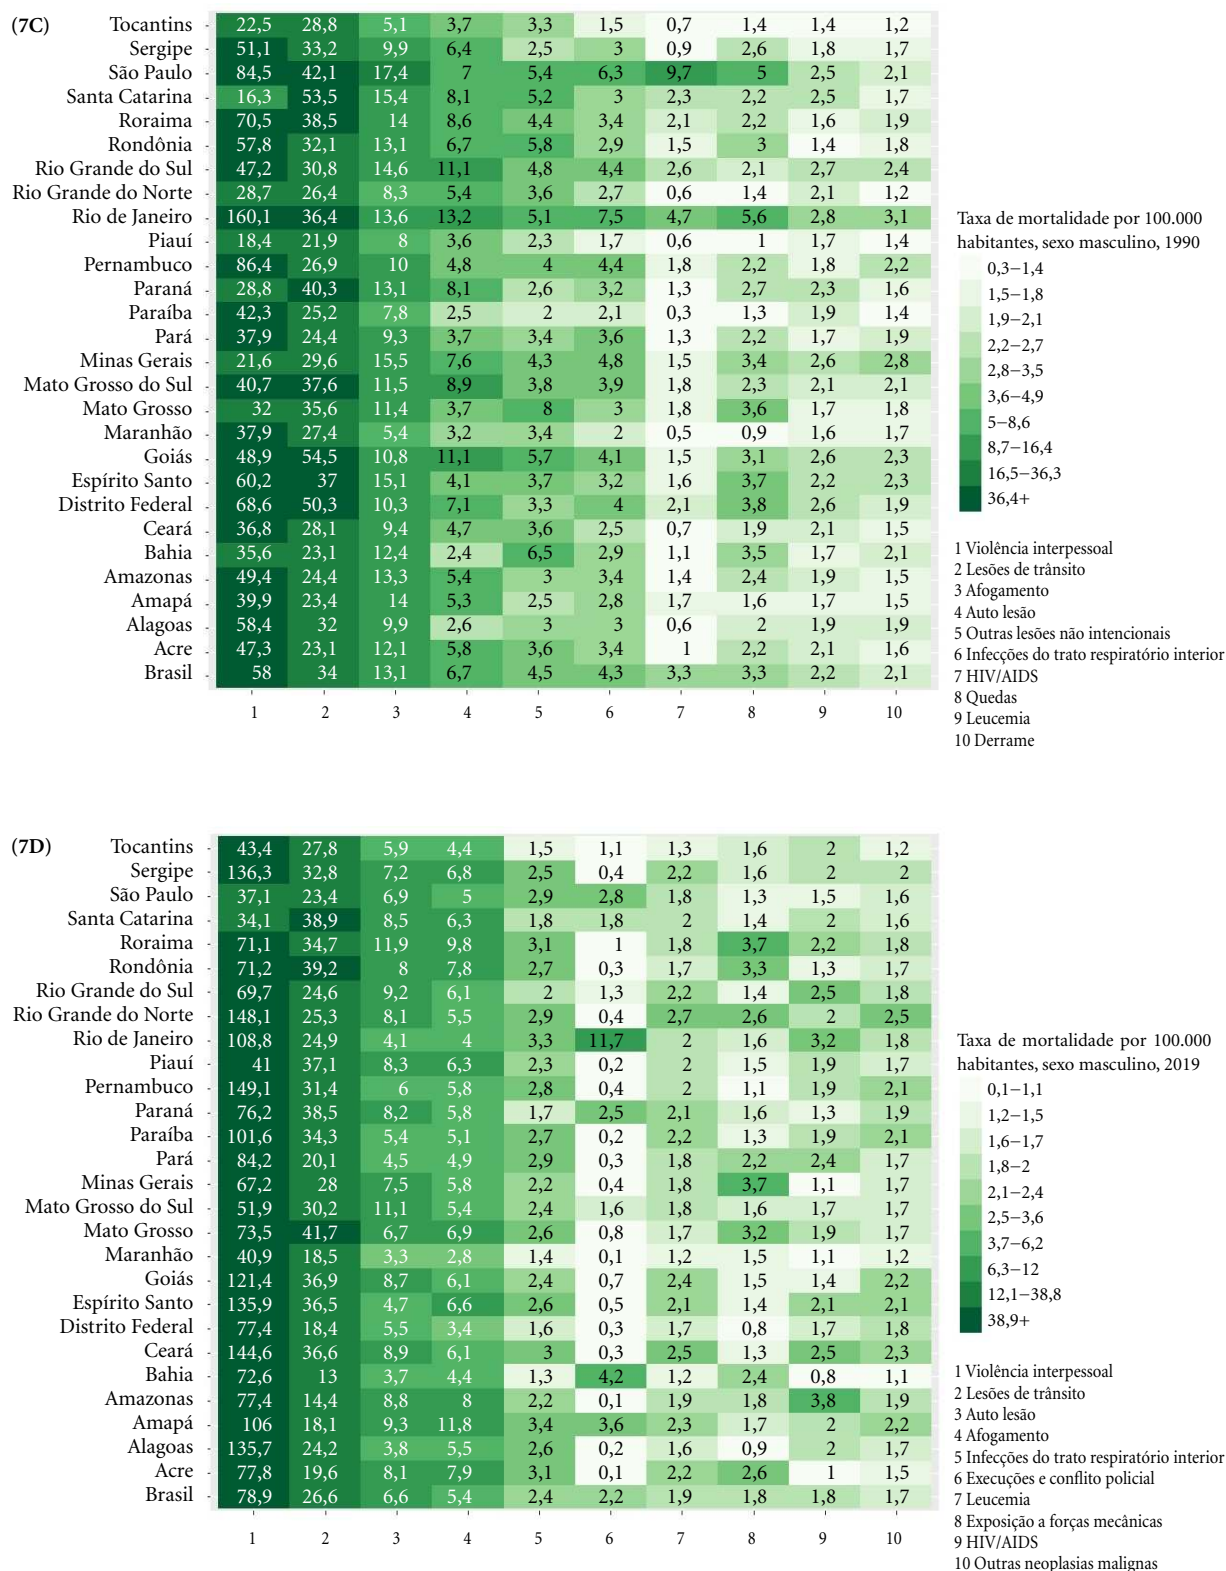 (7C)
Tocantins 22,5 28,8 5,1 3,7 3,3 1,5 0,7 1,4 1,4 1,2
Sergipe 51,1 33,2 9,9 6,4 2,5 3 0,9 2,6 1,8 1,7
São Paulo 84,5 42,1 17,4 7 5,4 6,3 9,7 5 2,5 2,1
Santa Catarina 16,3 53,5 15,4 8,1 5,2 3 2,3 2,2 2,5 1,7
Roraima 70,5 38,5 14 8,6 4,4 3,4 2,1 2,2 1,6 1,9
Rondônia 57,8 32,1 13,1 6,7 5,8 2,9 1,5 3 1,4 1,8
Rio Grande do Sul 47,2 30,8 14,6 11,1 4,8 4,4 2,6 2,1 2,7 2,4
Rio Grande do Norte 28,7 26,4 8,3 5,4 3,6 2,7 0,6 1,4 2,1 1,2
Rio de Janeiro 160,1 36,4 13,6 13,2 5,1 7,5 4,7 5,6 2,8 3,1
Piauí 18,4 21,9 8 3,6 2,3 1,7 0,6 1 1,7 1,4
Pernambuco 86,4 26,9 10 4,8 4 4,4 1,8 2,2 1,8 2,2
Paraná 28,8 40,3 13,1 8,1 2,6 3,2 1,3 2,7 2,3 1,6
Paraíba 42,3 25,2 7,8 2,5 2 2,1 0,3 1,3 1,9 1,4
Pará 37,9 24,4 9,3 3,7 3,4 3,6 1,3 2,2 1,7 1,9
Minas Gerais 21,6 29,6 15,5 7,6 4,3 4,8 1,5 3,4 2,6 2,8
Mato Grosso do Sul 40,7 37,6 11,5 8,9 3,8 3,9 1,8 2,3 2,1 2,1
Mato Grosso 32 35,6 11,4 3,7 8 3 1,8 3,6 1,7 1,8
Maranhão 37,9 27,4 5,4 3,2 3,4 2 0,5 0,9 1,6 1,7
Goiás 48,9 54,5 10,8 11,1 5,7 4,1 1,5 3,1 2,6 2,3
Espírito Santo 60,2 37 15,1 4,1 3,7 3,2 1,6 3,7 2,2 2,3
Distrito Federal 68,6 50,3 10,3 7,1 3,3 4 2,1 3,8 2,6 1,9
Ceará 36,8 28,1 9,4 4,7 3,6 2,5 0,7 1,9 2,1 1,5
Bahia 35,6 23,1 12,4 2,4 6,5 2,9 1,1 3,5 1,7 2,1
Amazonas 49,4 24,4 13,3 5,4 3 3,4 1,4 2,4 1,9 1,5
Amapá 39,9 23,4 14 5,3 2,5 2,8 1,7 1,6 1,7 1,5
Alagoas 58,4 32 9,9 2,6 3 3 0,6 2 1,9 1,9
Acre 47,3 23,1 12,1 5,8 3,6 3,4 1 2,2 2,1 1,6
Brasil 58 34 13,1 6,7 4,5 4,3 3,3 3,3 2,2 2,1
1 2 3 4 5 6 7 8 9 10
Taxa de mortalidade por 100.000
habitantes, sexo masculino, 1990
0,3–1,4
1,5–1,8
1,9–2,1
2,2–2,7
2,8–3,5
3,6–4,9
5–8,6
8,7–16,4
16,5–36,3
36,4+
1 Violência interpessoal
2 Lesões de trânsito
3 Afogamento
4 Auto lesão
5 Outras lesões não intencionais
6 Infecções do trato respiratório interior
7 HIV/AIDS
8 Quedas
9 Leucemia
10 Derrame
(7D)
Tocantins 43,4 27,8 5,9 4,4 1,5 1,1 1,3 1,6 2 1,2
Sergipe 136,3 32,8 7,2 6,8 2,5 0,4 2,2 1,6 2 2
São Paulo 37,1 23,4 6,9 5 2,9 2,8 1,8 1,3 1,5 1,6
Santa Catarina 34,1 38,9 8,5 6,3 1,8 1,8 2 1,4 2 1,6
Roraima 71,1 34,7 11,9 9,8 3,1 1 1,8 3,7 2,2 1,8
Rondônia 71,2 39,2 8 7,8 2,7 0,3 1,7 3,3 1,3 1,7
Rio Grande do Sul 69,7 24,6 9,2 6,1 2 1,3 2,2 1,4 2,5 1,8
Rio Grande do Norte 148,1 25,3 8,1 5,5 2,9 0,4 2,7 2,6 2 2,5
Rio de Janeiro 108,8 24,9 4,1 4 3,3 11,7 2 1,6 3,2 1,8
Piauí 41 37,1 8,3 6,3 2,3 0,2 2 1,5 1,9 1,7
Pernambuco 149,1 31,4 6 5,8 2,8 0,4 2 1,1 1,9 2,1
Paraná 76,2 38,5 8,2 5,8 1,7 2,5 2,1 1,6 1,3 1,9
Paraíba 101,6 34,3 5,4 5,1 2,7 0,2 2,2 1,3 1,9 2,1
Pará 84,2 20,1 4,5 4,9 2,9 0,3 1,8 2,2 2,4 1,7
Minas Gerais 67,2 28 7,5 5,8 2,2 0,4 1,8 3,7 1,1 1,7
Mato Grosso do Sul 51,9 30,2 11,1 5,4 2,4 1,6 1,8 1,6 1,7 1,7
Mato Grosso 73,5 41,7 6,7 6,9 2,6 0,8 1,7 3,2 1,9 1,7
Maranhão 40,9 18,5 3,3 2,8 1,4 0,1 1,2 1,5 1,1 1,2
Goiás 121,4 36,9 8,7 6,1 2,4 0,7 2,4 1,5 1,4 2,2
Espírito Santo 135,9 36,5 4,7 6,6 2,6 0,5 2,1 1,4 2,1 2,1
Distrito Federal 77,4 18,4 5,5 3,4 1,6 0,3 1,7 0,8 1,7 1,8
Ceará 144,6 36,6 8,9 6,1 3 0,3 2,5 1,3 2,5 2,3
Bahia 72,6 13 3,7 4,4 1,3 4,2 1,2 2,4 0,8 1,1
Amazonas 77,4 14,4 8,8 8 2,2 0,1 1,9 1,8 3,8 1,9
Amapá 106 18,1 9,3 11,8 3,4 3,6 2,3 1,7 2 2,2
Alagoas 135,7 24,2 3,8 5,5 2,6 0,2 1,6 0,9 2 1,7
Acre 77,8 19,6 8,1 7,9 3,1 0,1 2,2 2,6 1 1,5
Brasil 78,9 26,6 6,6 5,4 2,4 2,2 1,9 1,8 1,8 1,7
1 2 3 4 5 6 7 8 9 10
Taxa de mortalidade por 100.000
habitantes, sexo masculino, 2019
0,1–1,1
1,2–1,5
1,6–1,7
1,8–2
2,1–2,4
2,5–3,6
3,7–6,2
6,3–12
12,1–38,8
38,9+
1 Violência interpessoal
2 Lesões de trânsito
3 Auto lesão
4 Afogamento
5 Infecções do trato respiratório interior
6 Execuções e conflito policial
7 Leucemia
8 Exposição a forças mecânicas
9 HIV/AIDS
10 Outras neoplasias malignas